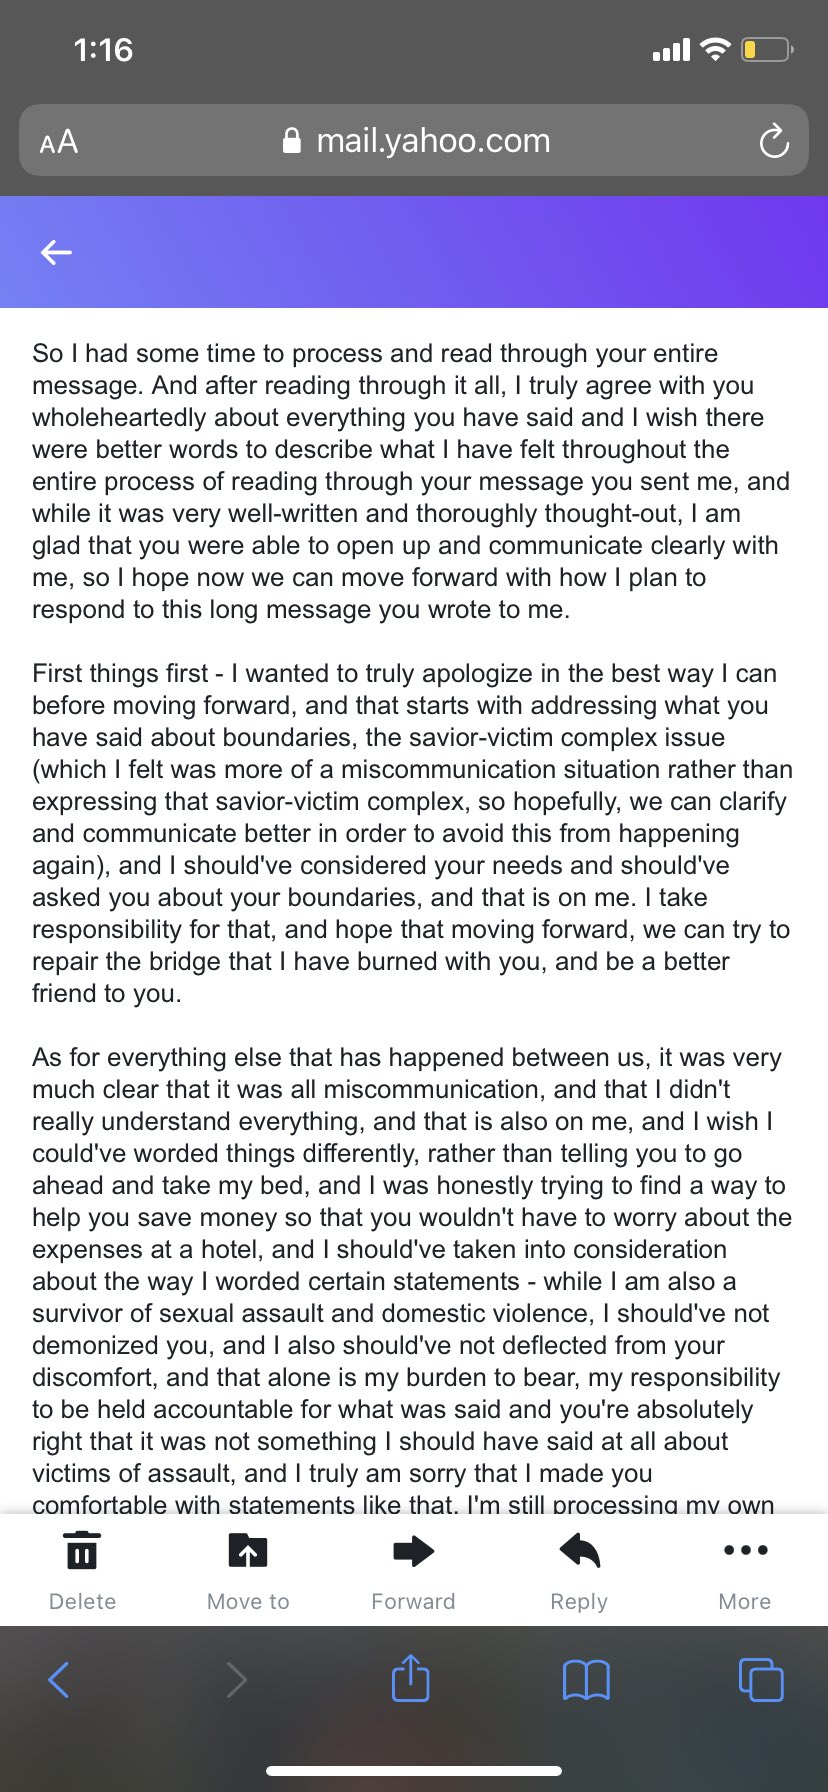 1:16
AA mail.yahoo.com
So I had some time to process and read through your entire
message. And after reading through it all, I truly agree with you
wholeheartedly about everything you have said and I wish there
were better words to describe what I have felt throughout the
entire process of reading through your message you sent me, and
while it was very well-written and thoroughly thought-out, I am
glad that you were able to open up and communicate clearly with
me, so I hope now we can move forward with how I plan to
respond to this long message you wrote to me.
First things first - I wanted to truly apologize in the best way I can
before moving forward, and that starts with addressing what you
have said about boundaries, the savior-victim complex issue
(which I felt was more of a miscommunication situation rather than
expressing that savior-victim complex, so hopefully, we can clarify
and communicate better in order to avoid this from happening
again), and I should've considered your needs and should've
asked you about your boundaries, and that is on me. I take
responsibility for that, and hope that moving forward, we can try to
repair the bridge that I have burned with you, and be a better
friend to you.
As for everything else that has happened between us, it was very
much clear that it was all miscommunication, and that I didn't
really understand everything, and that is also on me, and I wish I
could've worded things differently, rather than telling you to go
ahead and take my bed, and I was honestly trying to find a way to
help you save money so that you wouldn't have to worry about the
expenses at a hotel, and I should've taken into consideration
about the way I worded certain statements - while I am also a
survivor of sexual assault and domestic violence, I should've not
demonized you, and I also should've not deflected from your
discomfort, and that alone is my burden to bear, my responsibility
to be held accountable for what was said and you're absolutely
right that it was not something I should have said at all about
victims of assault, and I truly am sorry that I made you
comfortable with statements like that. I'm still processing my own
Delete Move to Forward Reply More